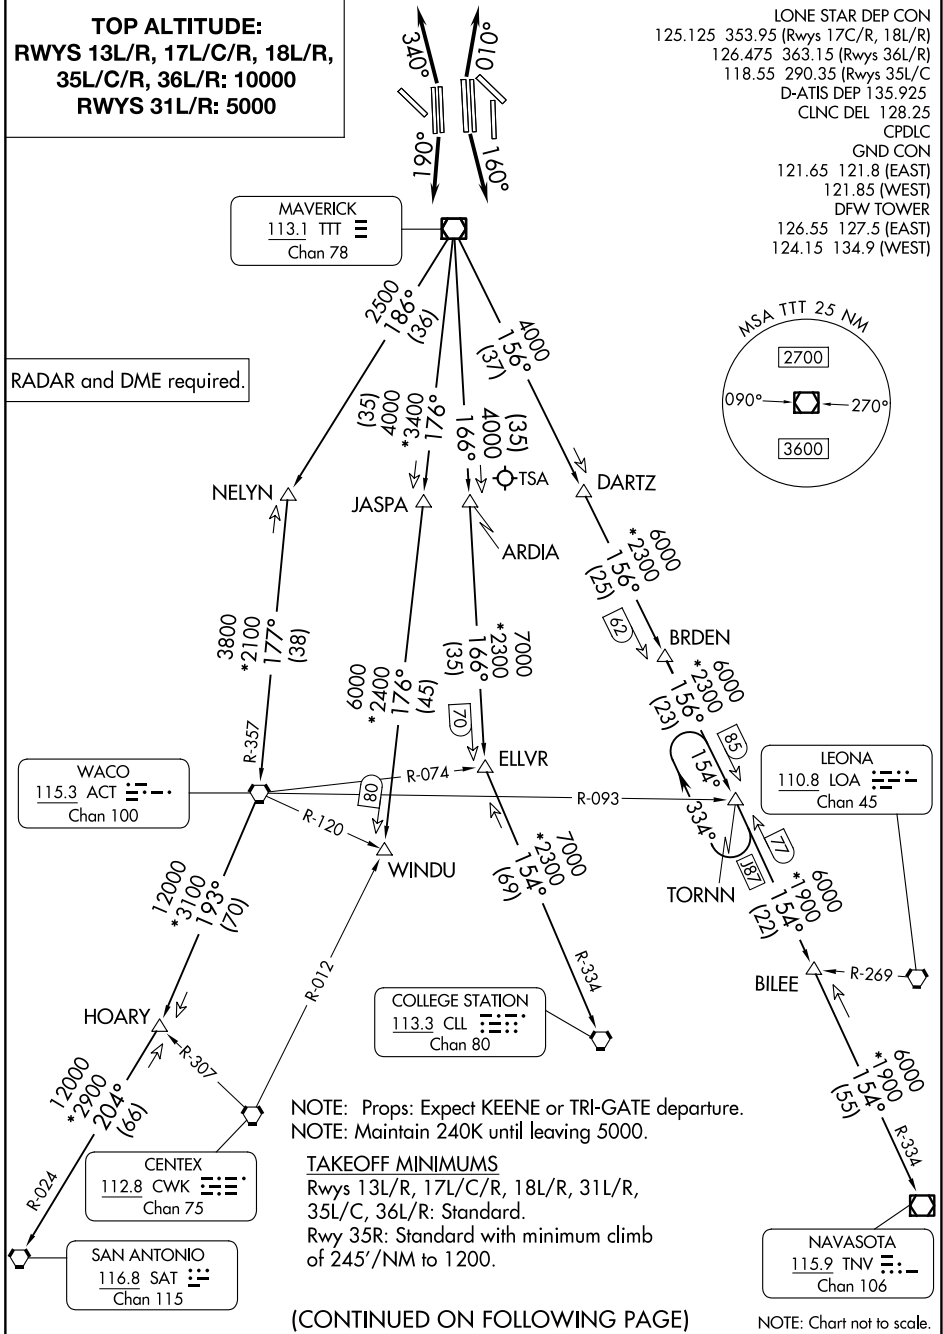 TOP ALTITUDE:
RWYS 13L/R, 17L/C/R, 18L/R,
35L/C/R, 36L/R: 10000
RWYS 31L/R: 5000
340°
010°
190°
160°
LONE STAR DEP CON
125.125 353.95 (Rwys 17C/R, 18L/R)
126.475 363.15 (Rwys 36L/R)
118.55 290.35 (Rwys 35L/C
D-ATIS DEP 135.925
CLNC DEL 128.25
CPDLC
GND CON
121.65 121.8 (EAST)
121.85 (WEST)
DFW TOWER
126.55 127.5 (EAST)
124.15 134.9 (WEST)
MAVERICK
113.1 TTT
Chan 78
MSA TTT 25 NM
2700
090°
270°
3600
RADAR and DME required.
2500
186°
(36)
(35)
4000
*3400
176°
(35)
4000
166°
4000
156°
(37)
TSA
NELYN
JASPA
ARDIA
DARTZ
6000
*2300
156°
(25)
62
BRDEN
3800
*2100
177°
(38)
R-357
6000
*2400
176°
(45)
80
7000
*2300
166°
(35)
70
6000
*2300
156°
(23)
85
154°
334°
J87
77
TORNN
WACO
115.3 ACT
Chan 100
R-074
ELLVR
R-093
R-120
WINDU
LEONA
110.8 LOA
Chan 45
12000
*3100
193°
(70)
7000
*2300
154°
(69)
R-334
6000
*1900
154°
(22)
BILEE
R-269
R-012
COLLEGE STATION
113.3 CLL
Chan 80
HOARY
R-307
12000
*2900
204°
(66)
R-024
6000
*1900
154°
(55)
R-334
NOTE: Props: Expect KEENE or TRI-GATE departure.
NOTE: Maintain 240K until leaving 5000.
CENTEX
112.8 CWK
Chan 75
TAKEOFF MINIMUMS
Rwys 13L/R, 17L/C/R, 18L/R, 31L/R,
35L/C, 36L/R: Standard.
Rwy 35R: Standard with minimum climb
of 245'/NM to 1200.
SAN ANTONIO
116.8 SAT
Chan 115
NAVASOTA
115.9 TNV
Chan 106
(CONTINUED ON FOLLOWING PAGE)
NOTE: Chart not to scale.